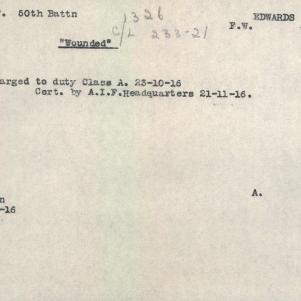 50th Battn
1326
C/L 233-21
EDWARDS
F.W.
"Wounded"
arged to duty Class A. 23-10-16
Cert. by A.I.F.Headquarters 21-11-16.
A.
n
-16